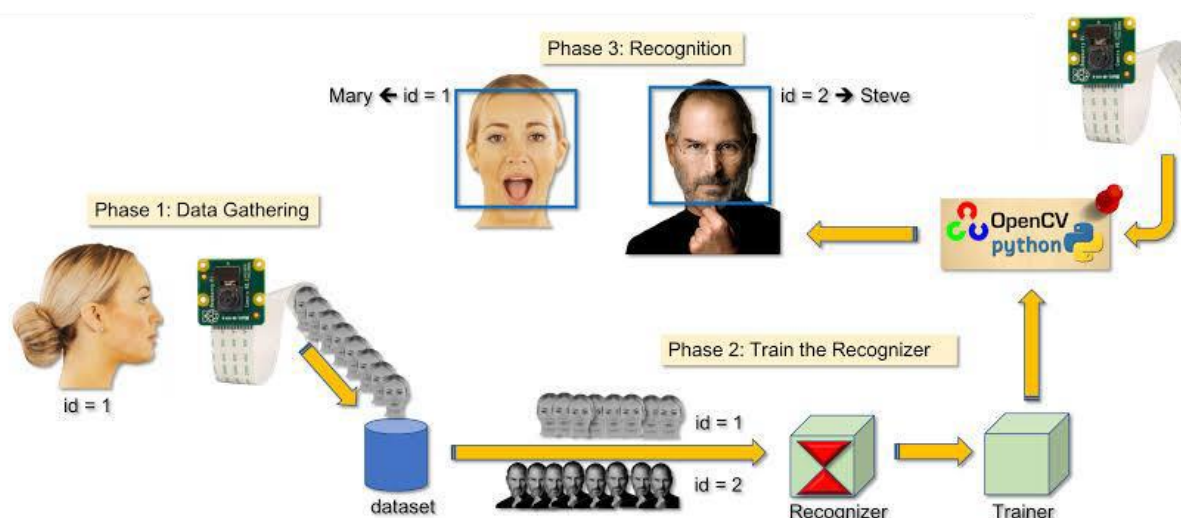 Phase 3: Recognition
Mary ← id = 1
id = 2 → Steve
Phase 1: Data Gathering
OpenCV
python
id = 1
Phase 2: Train the Recognizer
id = 1
id = 2
dataset
Recognizer
Trainer